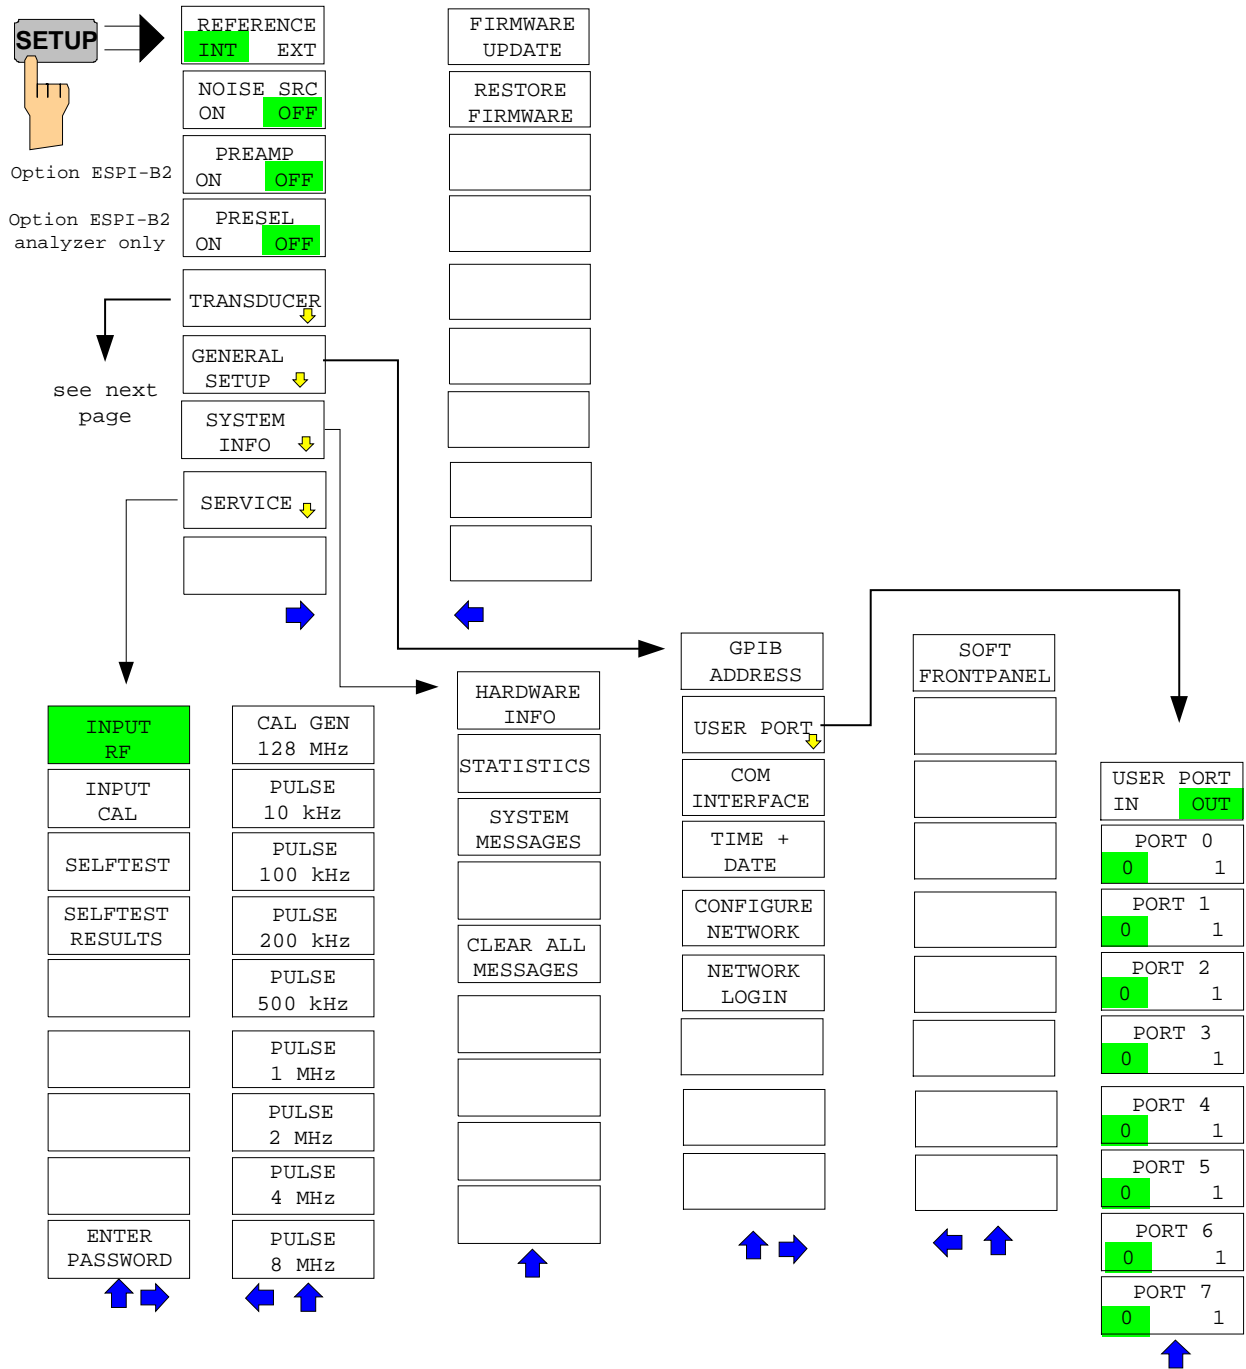 SETUP
REFERENCE
INT EXT
NOISE SRC
ON OFF
Option ESPI-B2
PREAMP
ON OFF
Option ESPI-B2
analyzer only
PRESEL
ON OFF
TRANSDUCER
see next
page
GENERAL
SETUP
SYSTEM
INFO
SERVICE
FIRMWARE
UPDATE
RESTORE
FIRMWARE
INPUT
RF
INPUT
CAL
SELFTEST
SELFTEST
RESULTS
ENTER
PASSWORD
CAL GEN
128 MHz
PULSE
10 kHz
PULSE
100 kHz
PULSE
200 kHz
PULSE
500 kHz
PULSE
1 MHz
PULSE
2 MHz
PULSE
4 MHz
PULSE
8 MHz
HARDWARE
INFO
STATISTICS
SYSTEM
MESSAGES
CLEAR ALL
MESSAGES
GPIB
ADDRESS
USER PORT
COM
INTERFACE
TIME +
DATE
CONFIGURE
NETWORK
NETWORK
LOGIN
SOFT
FRONTPANEL
USER PORT
IN OUT
PORT 0
0 1
PORT 1
0 1
PORT 2
0 1
PORT 3
0 1
PORT 4
0 1
PORT 5
0 1
PORT 6
0 1
PORT 7
0 1